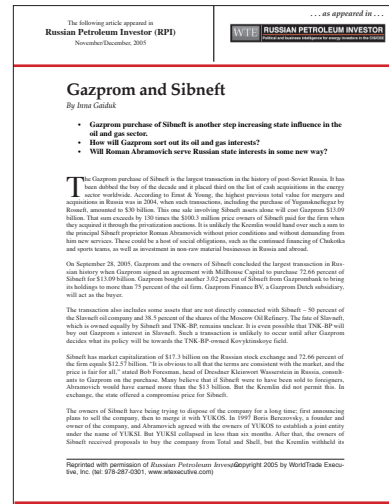 . . . as appeared in . . .
The following article appeared in
Russian Petroleum Investor (RPI)
November/December, 2005
WTE RUSSIAN PETROLEUM INVESTOR
Political and business intelligence for energy investors in the CIS/CEE
Gazprom and Sibneft
By Inna Gaiduk
• Gazprom purchase of Sibneft is another step increasing state influence in the
oil and gas sector.
• How will Gazprom sort out its oil and gas interests?
• Will Roman Abramovich serve Russian state interests in some new way?
The Gazprom purchase of Sibneft is the largest transaction in the history of post-Soviet Russia. It has
been dubbed the buy of the decade and it placed third on the list of cash acquisitions in the energy
sector worldwide. According to Ernst & Young, the highest previous total value for mergers and
acquisitions in Russia was in 2004, when such transactions, including the purchase of Yugansknefregaz by
Rosneft, amounted to $30 billion. This one sale involving Sibneft assets alone will cost Gazprom $13.09
billion. That sum exceeds by 130 times the $100.3 million price owners of Sibneft paid for the firm when
they acquired it through the privatization auctions. It is unlikely the Kremlin would hand over such a sum to
the principal Sibneft proprietor Roman Abramovich without prior conditions and without demanding from
him new services. These could be a host of social obligations, such as the continued financing of Chukotka
and sports teams, as well as investment in non-raw material businesses in Russia and abroad.
On September 28, 2005, Gazprom and the owners of Sibneft concluded the largest transaction in Rus-
sian history when Gazprom signed an agreement with Millhouse Capital to purchase 72.66 percent of
Sibneft for $13.09 billion. Gazprom bought another 3.02 percent of Sibneft from Gazprombank to bring
its holdings to more than 75 percent of the oil firm. Gazprom Finance BV, a Gazprom Dutch subsidiary,
will act as the buyer.
The transaction also includes some assets that are not directly connected with Sibneft – 50 percent of
the Slavneft oil company and 38.5 percent of the shares of the Moscow Oil Refinery. The fate of Slavneft,
which is owned equally by Sibneft and TNK-BP, remains unclear. It is even possible that TNK-BP will
buy out Gazprom's interest in Slavneft. Such a transaction is unlikely to occur until after Gazprom
decides what its policy will be towards the TNK-BP-owned Kovyktinskoye field.
Sibneft has market capitalization of $17.3 billion on the Russian stock exchange and 72.66 percent of
the firm equals $12.57 billion. "It is obvious to all that the terms are consistent with the market, and the
price is fair for all," stated Bob Foresman, head of Dresdner Kleinwort Wasserstein in Russia, consult-
ants to Gazprom on the purchase. Many believe that if Sibneft were to have been sold to foreigners,
Abramovich would have earned more than the $13 billion. But the Kremlin did not permit this. In
exchange, the state offered a compromise price for Sibneft.
The owners of Sibneft have being trying to dispose of the company for a long time; first announcing
plans to sell the company, then to merge it with YUKOS. In 1997 Boris Berezovsky, a founder and
owner of the company, and Abramovich agreed with the owners of YUKOS to establish a joint entity
under the name of YUKSI. But YUKSI collapsed in less than six months. After that, the owners of
Sibneft received proposals to buy the company from Total and Shell, but the Kremlin withheld its
Reprinted with permission of Russian Petroleum Investor. Copyright 2005 by WorldTrade Execu-
tive, Inc. (tel: 978-287-0301, www.wtexecutive.com)